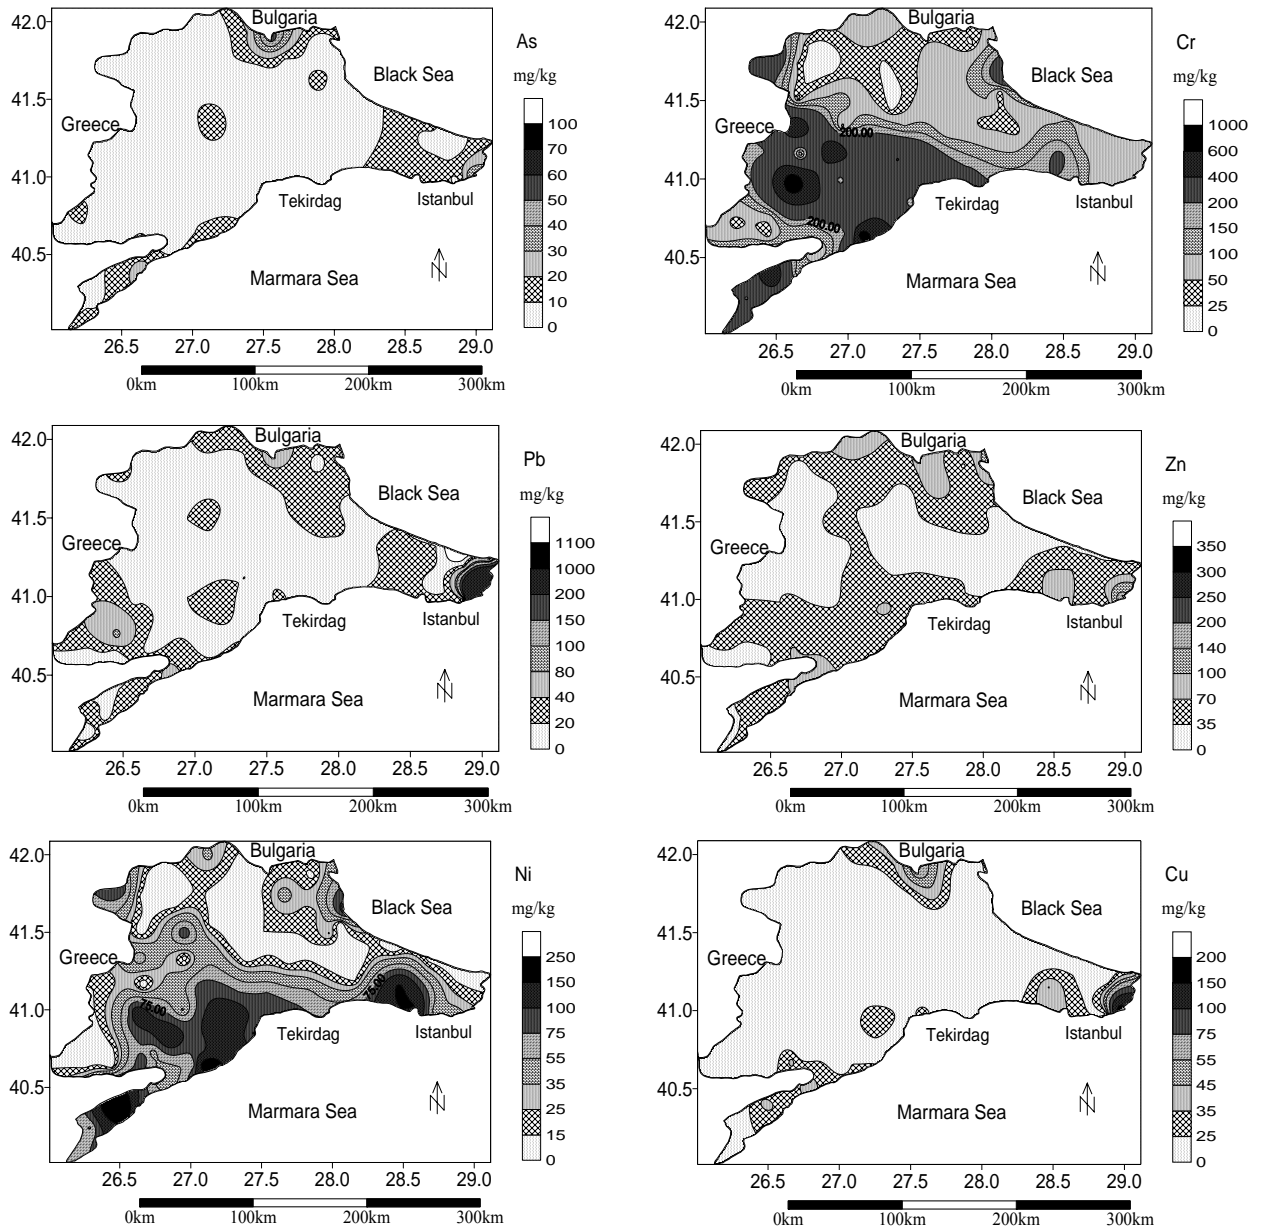 42.0
Bulgaria
As
mg/kg
Black Sea
41.5
Greece
41.0
Tekirdag
Istanbul
40.5
Marmara Sea
N
100
70
60
50
40
30
20
10
0
26.5 27.0 27.5 28.0 28.5 29.0
0km 100km 200km 300km
42.0
Bulgaria
Cr
mg/kg
Black Sea
41.5
Greece
200.00
41.0
Tekirdag
Istanbul
200.00
40.5
Marmara Sea
N
1000
600
400
200
150
100
50
25
0
26.5 27.0 27.5 28.0 28.5 29.0
0km 100km 200km 300km
42.0
Bulgaria
Pb
mg/kg
Black Sea
41.5
Greece
41.0
Tekirdag
Istanbul
40.5
Marmara Sea
N
1100
1000
200
150
100
80
40
20
0
26.5 27.0 27.5 28.0 28.5 29.0
0km 100km 200km 300km
42.0
Bulgaria
Zn
mg/kg
Black Sea
41.5
Greece
41.0
Tekirdag
Istanbul
40.5
Marmara Sea
N
350
300
250
200
140
100
70
35
0
26.5 27.0 27.5 28.0 28.5 29.0
0km 100km 200km 300km
42.0
Bulgaria
Ni
mg/kg
Black Sea
41.5
Greece
75.00
75.00
41.0
Tekirdag
Istanbul
40.5
Marmara Sea
N
250
150
100
75
55
35
25
15
0
26.5 27.0 27.5 28.0 28.5 29.0
0km 100km 200km 300km
42.0
Bulgaria
Cu
mg/kg
Black Sea
41.5
Greece
41.0
Tekirdag
Istanbul
40.5
Marmara Sea
N
200
150
100
75
55
45
35
25
0
26.5 27.0 27.5 28.0 28.5 29.0
0km 100km 200km 300km